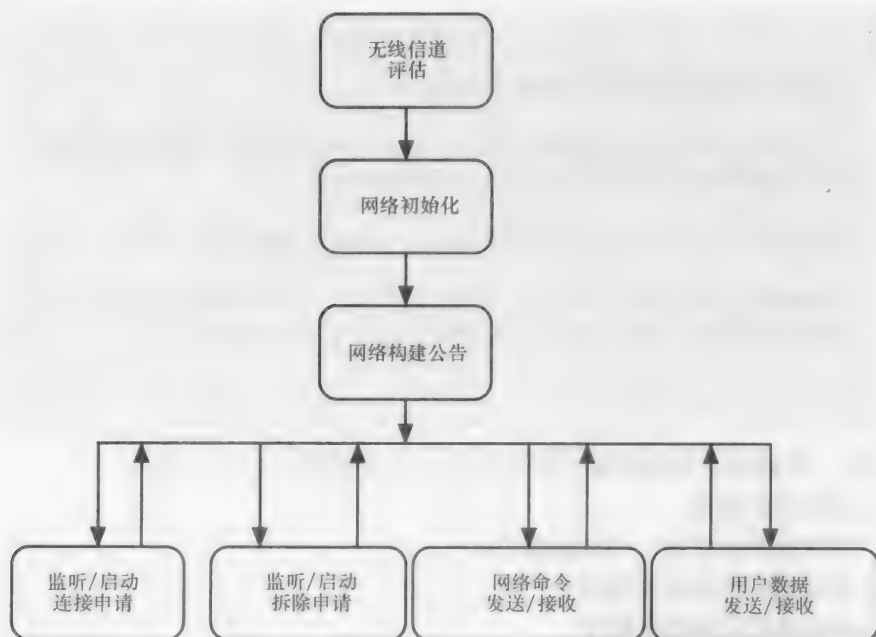 无线信道
评估
网络初始化
网络构建公告
监听/启动
连接申请
监听/启动
拆除申请
网络命令
发送/接收
用户数据
发送/接收